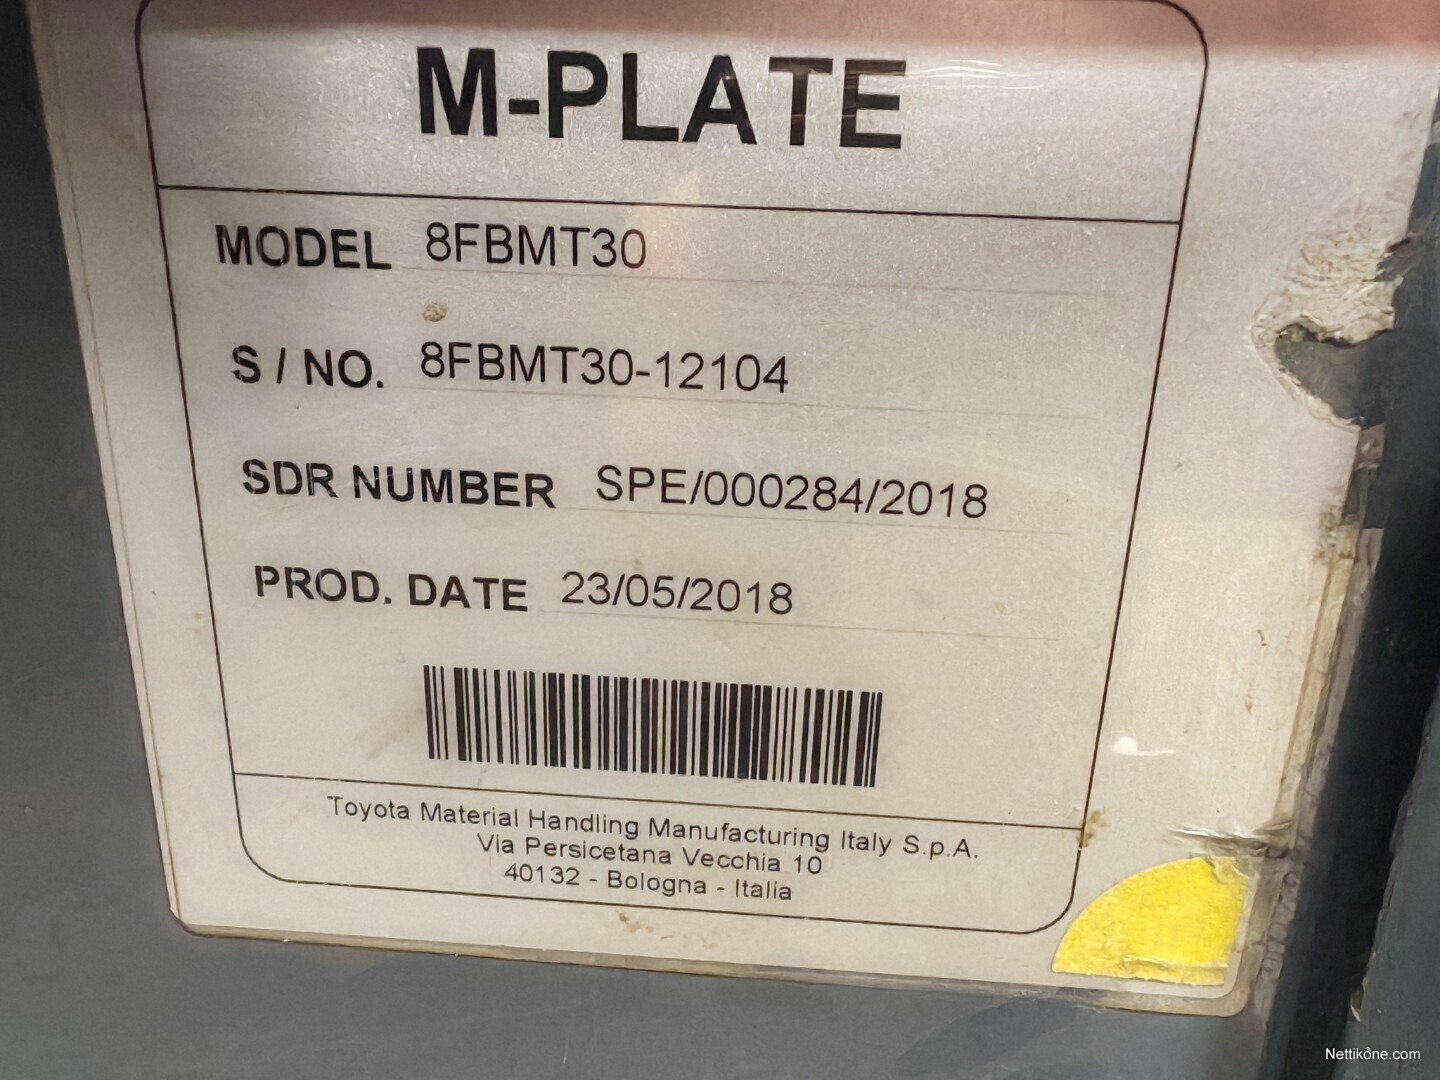 M-PLATE
MODEL 8FBMT30
S / NO. 8FBMT30-12104
SDR NUMBER SPE/000284/2018
PROD. DATE 23/05/2018
Toyota Material Handling Manufacturing Italy S.p.A.
Via Persicetana Vecchia 10
40132 - Bologna - Italia
Nettikone.com